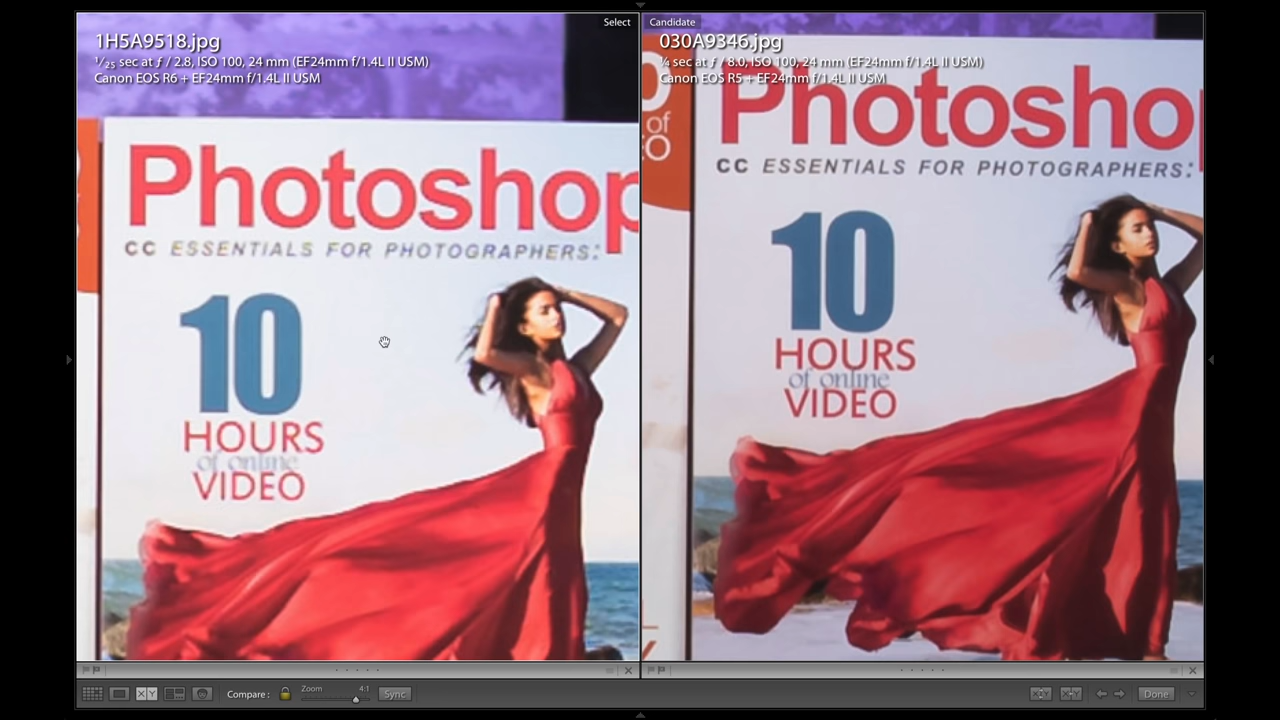 Select
1H5A9518.jpg
1/25 sec at ƒ / 2.8, ISO 100, 24 mm (EF24mm f/1.4L II USM)
Canon EOS R6 + EF24mm f/1.4L II USM
Photoshop
CC ESSENTIALS FOR PHOTOGRAPHERS:
10
HOURS
of online
VIDEO
Candidate
030A9346.jpg
¼ sec at ƒ / 8.0, ISO 100, 24 mm (EF24mm f/1.4L II USM)
Canon EOS R5 + EF24mm f/1.4L II USM
of
Photosho
CC ESSENTIALS FOR PHOTOGRAPHERS:
10
HOURS
of online
VIDEO
XY
Compare :
Zoom
4:1
Sync
Done